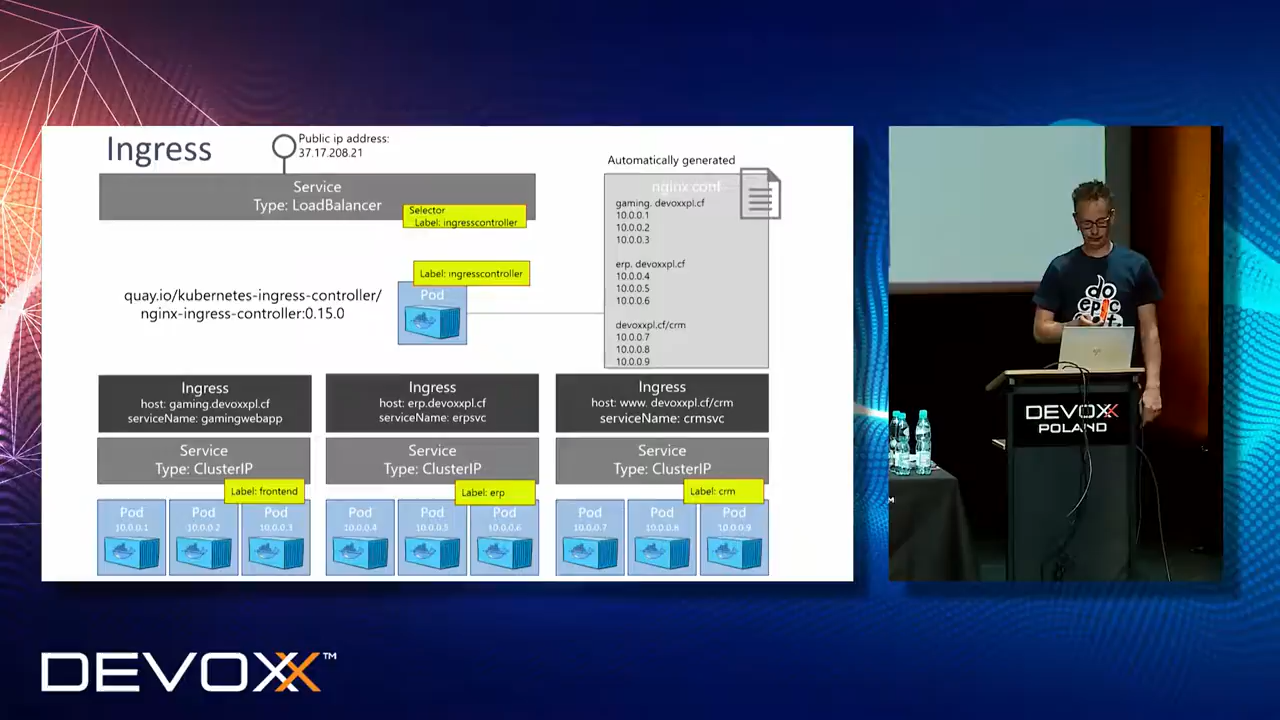 Ingress
Public ip address:
37.17.208.21
Service
Type: LoadBalancer
Selector
Label: ingresscontroller
Automatically generated
nginx conf
gaming. devoxxpl.cf
10.0.0.1
10.0.0.2
10.0.0.3
erp. devoxxpl.cf
10.0.0.4
10.0.0.5
10.0.0.6
devoxxpl.cf/crm
10.0.0.7
10.0.0.8
10.0.0.9
Label: ingresscontroller
Pod
quay.io/kubernetes-ingress-controller/
nginx-ingress-controller:0.15.0
Ingress
host: gaming.devoxxpl.cf
serviceName: gamingwebapp
Ingress
host: erp.devoxxpl.cf
serviceName: erpsvc
Ingress
host: www. devoxxpl.cf/crm
serviceName: crmsvc
Service
Type: ClusterIP
Label: frontend
Service
Type: ClusterIP
Label: erp
Service
Type: ClusterIP
Label: crm
Pod
10.0.0.1
Pod
10.0.0.2
Pod
10.0.0.3
Pod
10.0.0.4
Pod
10.0.0.5
Pod
10.0.0.6
Pod
10.0.0.7
Pod
10.0.0.8
Pod
10.0.0.9
do
epic
DEVOXX
POLAND
DEVOXX™